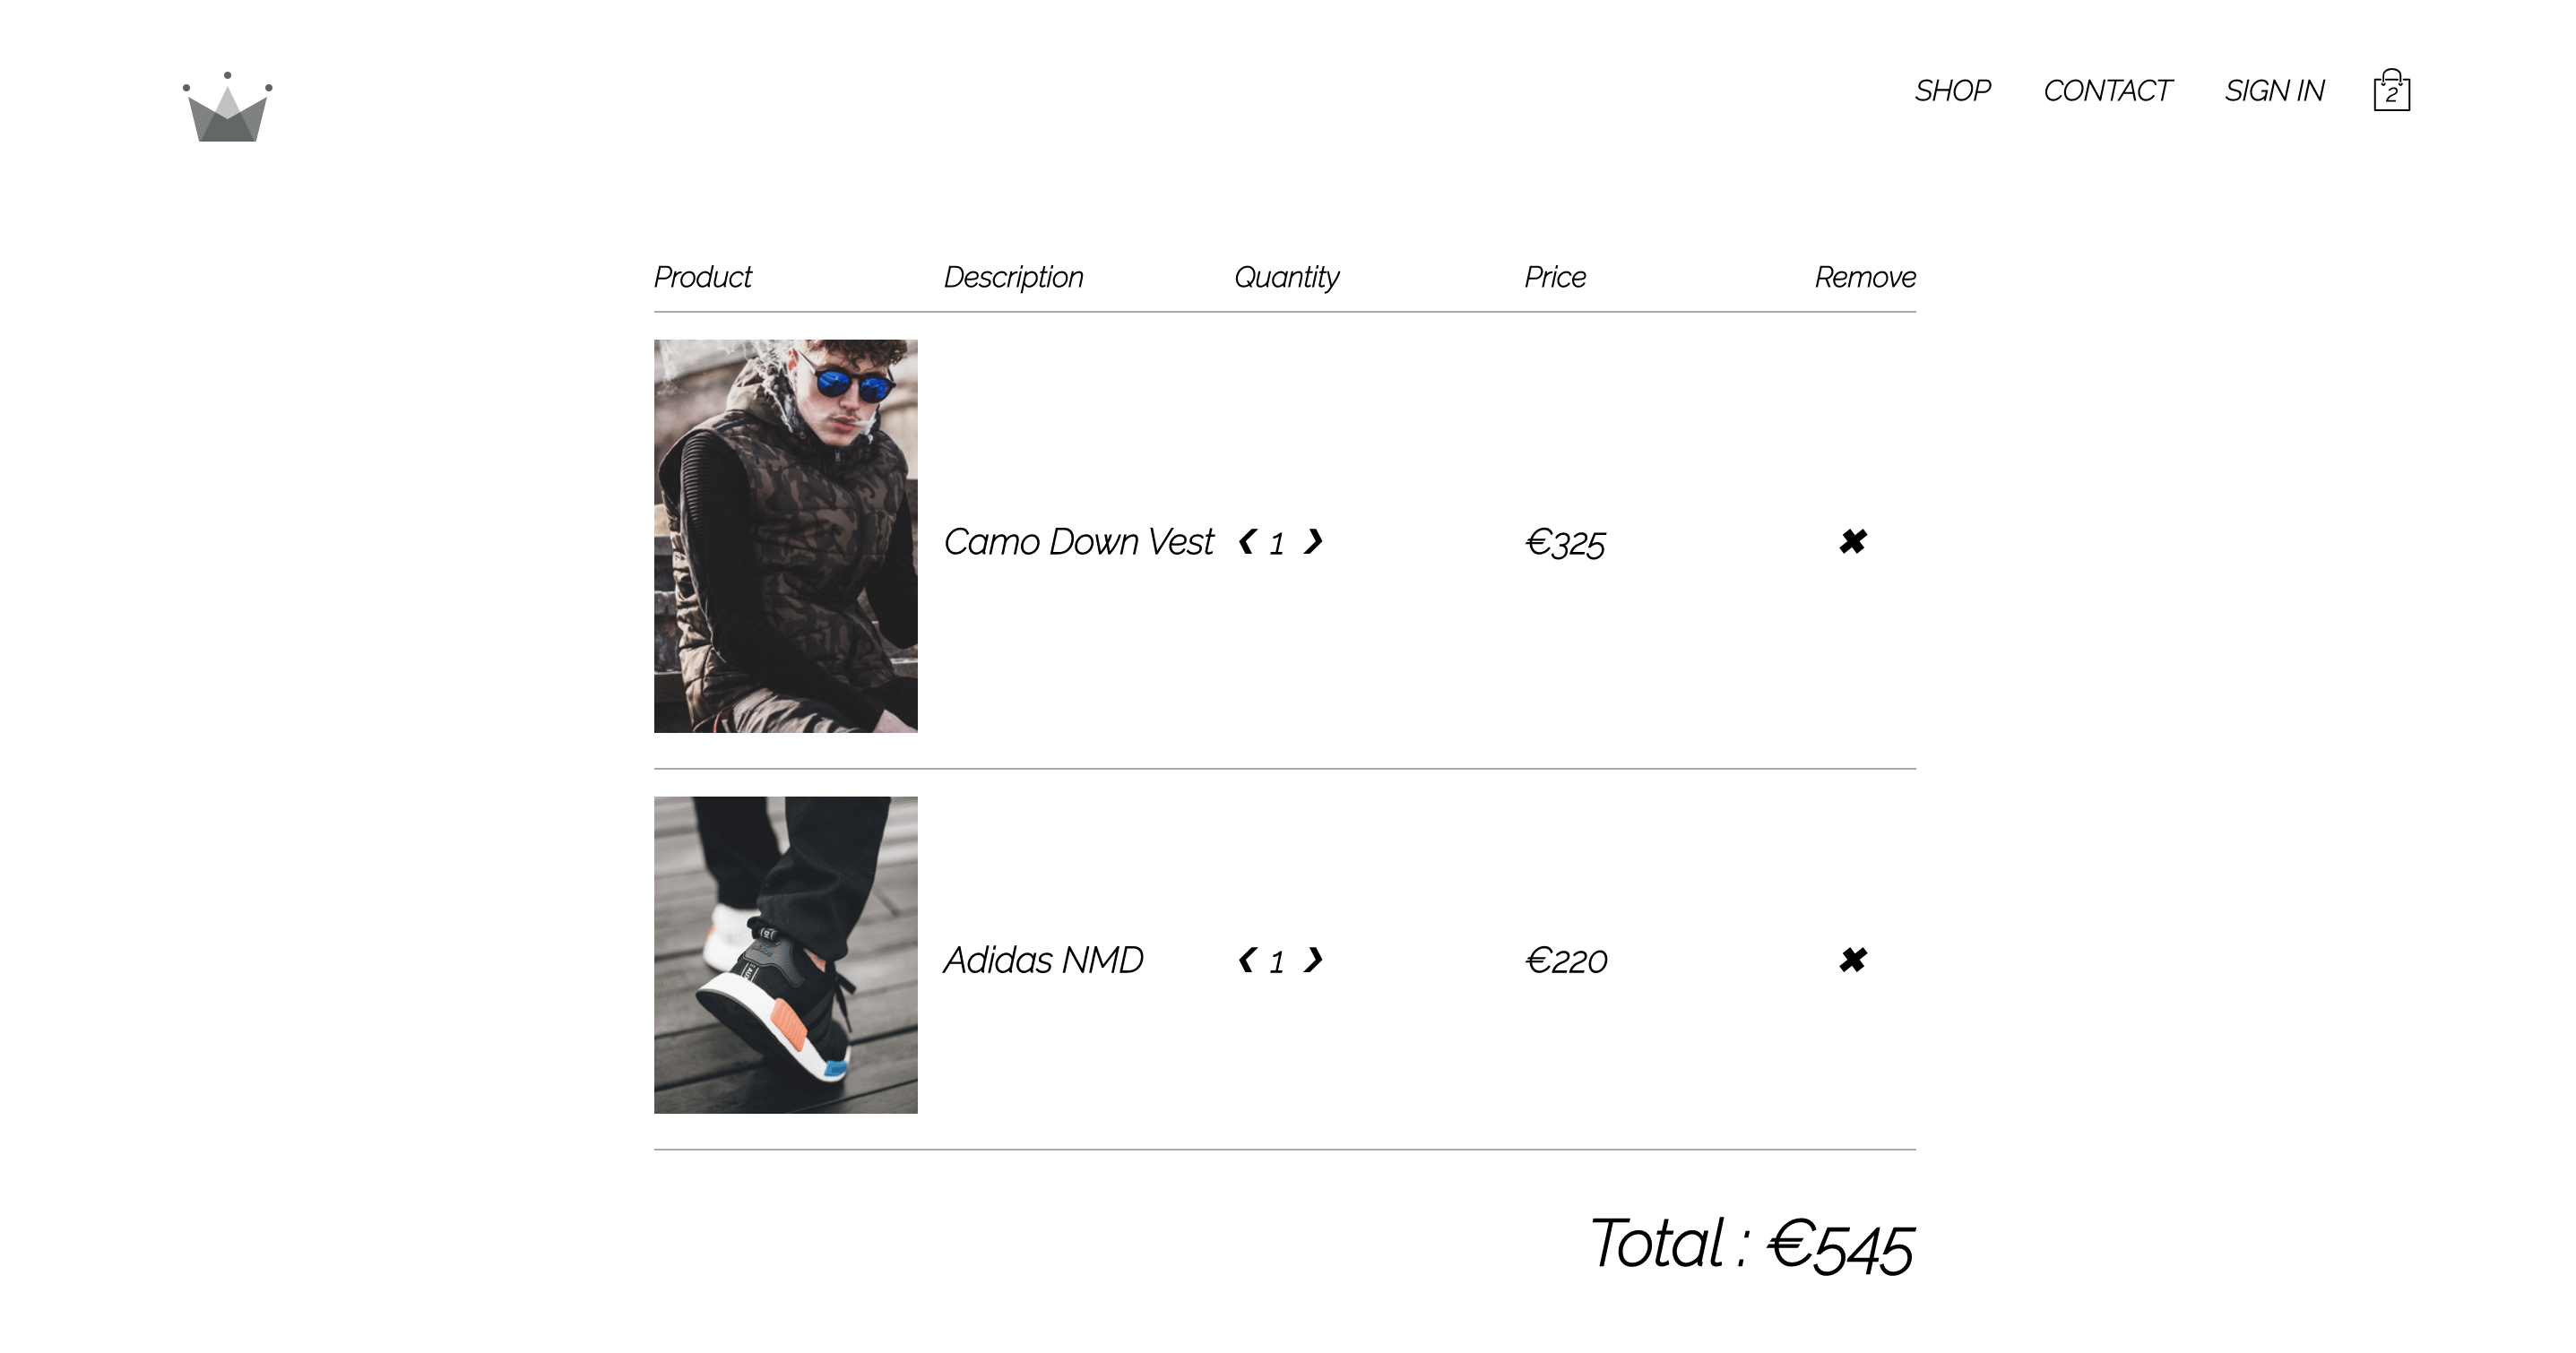 SHOP CONTACT SIGN IN 2
Product Description Quantity Price Remove
Camo Down Vest ❮ 1 ❯ €325 ✖
Adidas NMD ❮ 1 ❯ €220 ✖
Total : €545